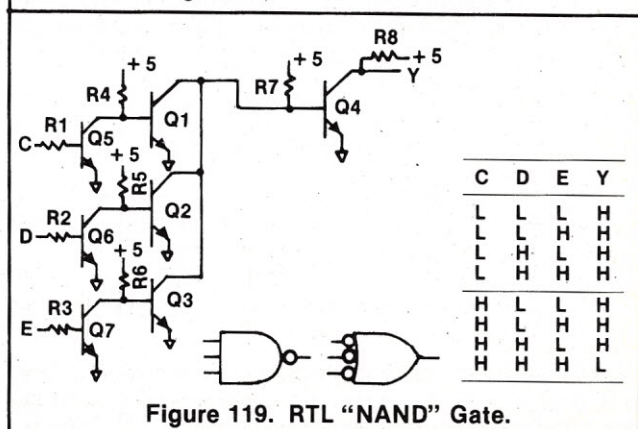 R8
+ 5
+ 5
+ 5
R7
Y
R4
Q4
R1
Q1
C
Q5
+ 5
R5
R2
Q2
D
Q6
+ 5
R6
R3
Q3
E
Q7
C D E Y
L L L H
L L H H
L H L H
L H H H
H L L H
H L H H
H H L H
H H H L
Figure 119. RTL “NAND” Gate.